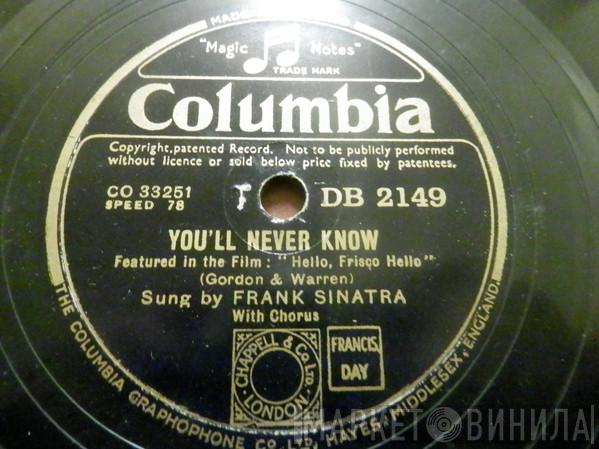 MADE
"Magic Notes"
TRADE MARK
Columbia
Copyright, patented Record. Not to be publicly performed
without licence or sold below price fixed by patentees.
CO 33251
SPEED 78
T
DB 2149
YOU'LL NEVER KNOW
Featured in the Film: "Hello, Frisco Hello"
(Gordon & Warren)
Sung by FRANK SINATRA
With Chorus
CHAPPELL & Co. Ltd.
LONDON.
FRANCIS,
DAY
THE COLUMBIA GRAPHOPHONE CO. LTD., HAYES, MIDDLESEX, ENGLAND.
МАРКЕТ ВИНИЛА